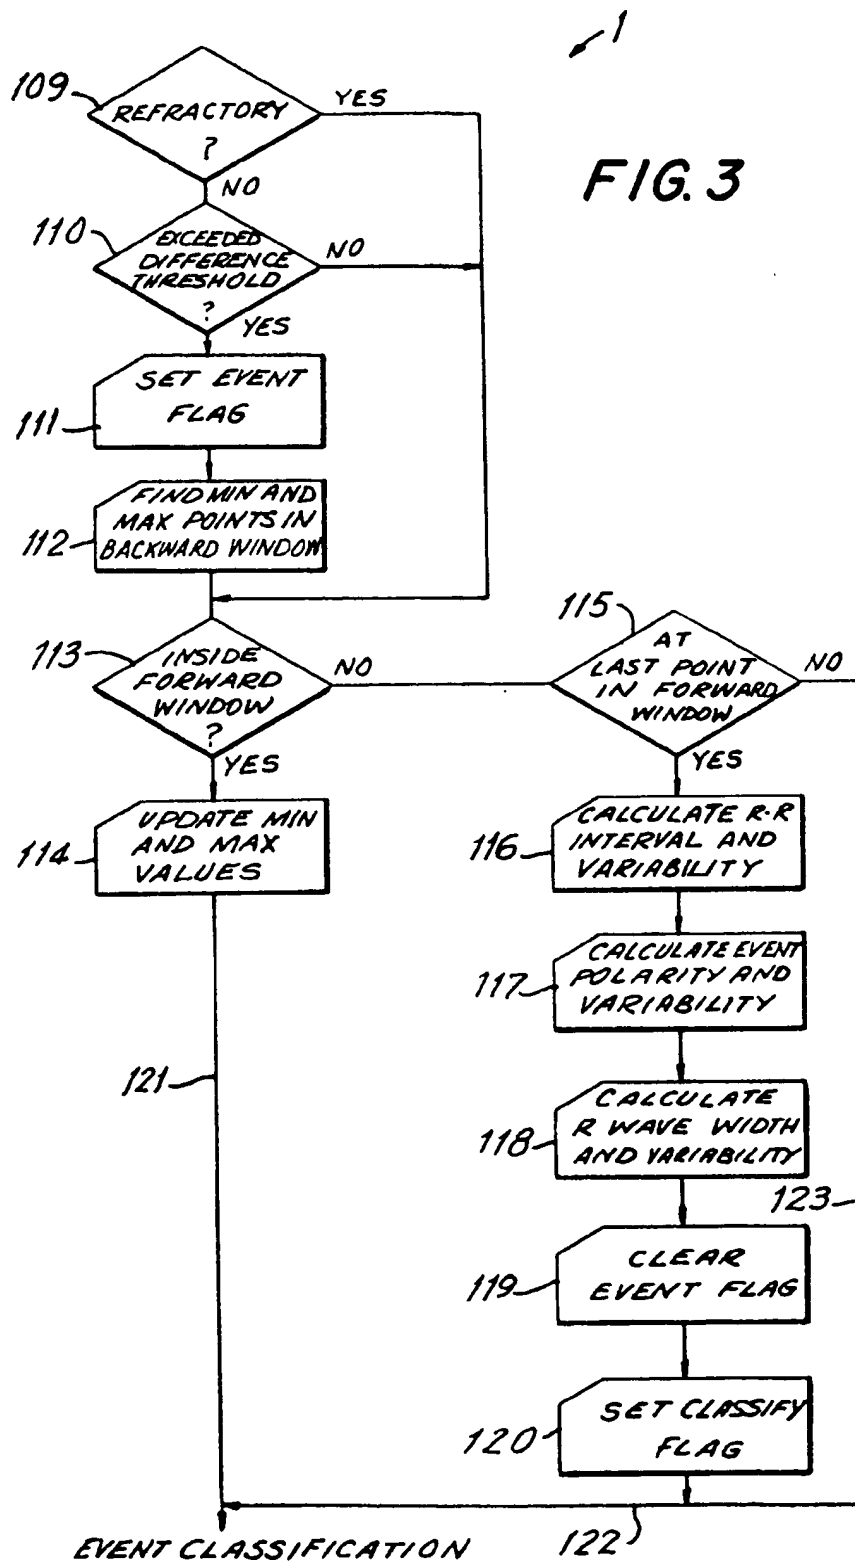 1
FIG. 3
109
REFRACTORY
?
YES
NO
110
EXCEEDED
DIFFERENCE
THRESHOLD
?
NO
YES
111
SET EVENT
FLAG
112
FIND MIN AND
MAX POINTS IN
BACKWARD WINDOW
113
INSIDE
FORWARD
WINDOW
?
NO
YES
114
UPDATE MIN
AND MAX
VALUES
115
AT
LAST POINT
IN FORWARD
WINDOW
NO
YES
116
CALCULATE R-R
INTERVAL AND
VARIABILITY
117
CALCULATE EVENT
POLARITY AND
VARIABILITY
121
118
CALCULATE
R WAVE WIDTH
AND VARIABILITY
123
119
CLEAR
EVENT FLAG
120
SET CLASSIFY
FLAG
122
EVENT CLASSIFICATION